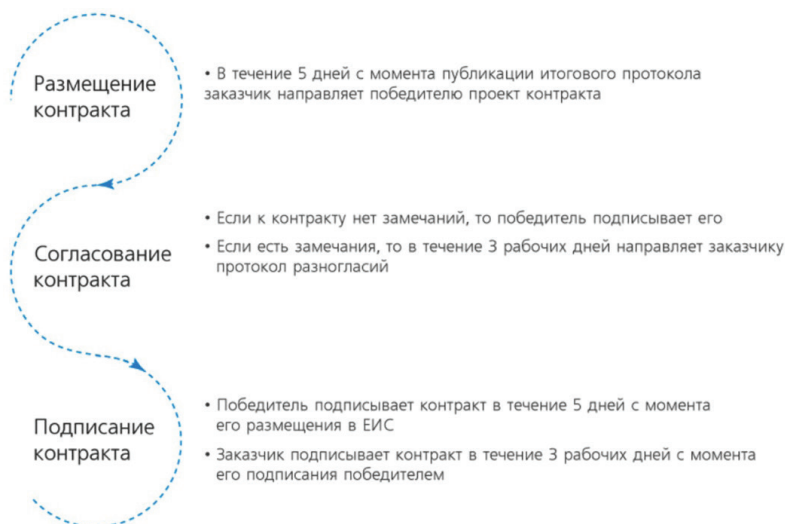 Размещение
контракта
• В течение 5 дней с момента публикации итогового протокола
заказчик направляет победителю проект контракта
Согласование
контракта
• Если к контракту нет замечаний, то победитель подписывает его
• Если есть замечания, то в течение 3 рабочих дней направляет заказчику
протокол разногласий
Подписание
контракта
• Победитель подписывает контракт в течение 5 дней с момента
его размещения в ЕИС
• Заказчик подписывает контракт в течение 3 рабочих дней с момента
его подписания победителем